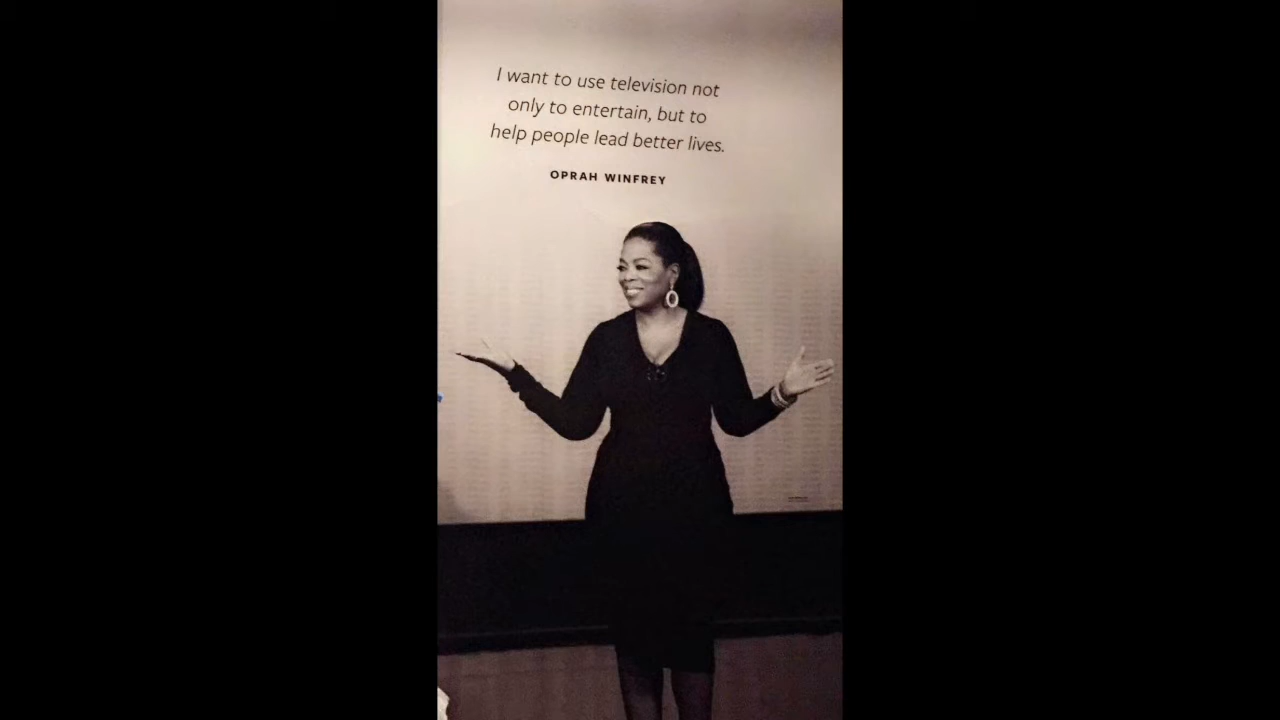 I want to use television not
only to entertain, but to
help people lead better lives.
OPRAH WINFREY